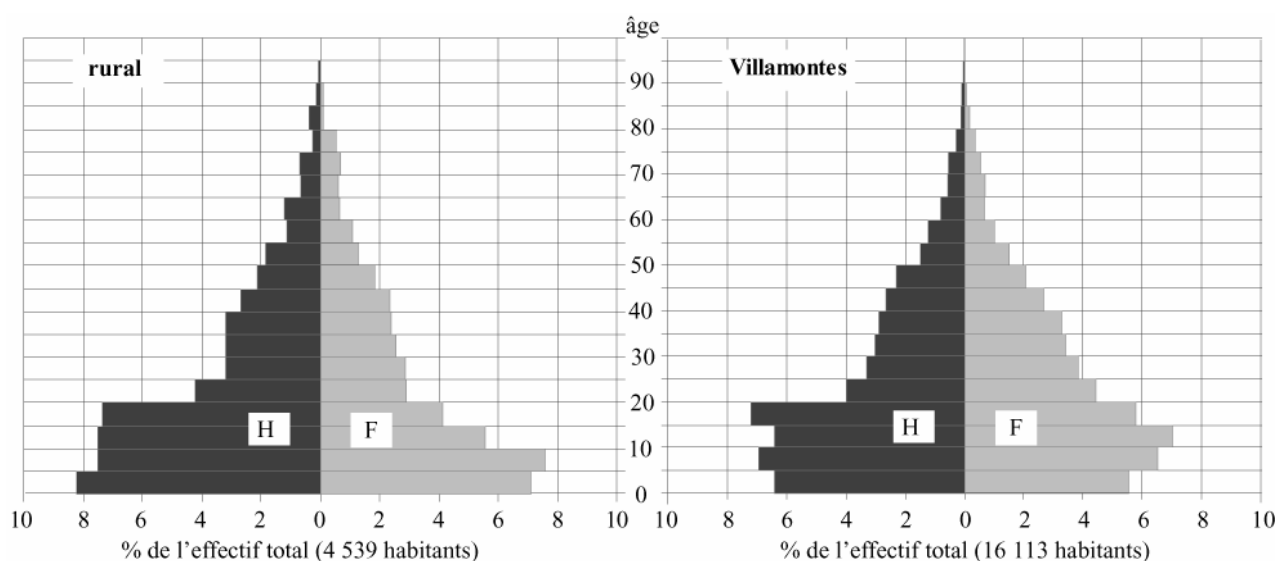 âge
rural
Villamontes
90
80
70
60
50
40
30
20
10
0
H
F
H
F
10 8 6 4 2 0 2 4 6 8 10
10 8 6 4 2 0 2 4 6 8 10
% de l'effectif total (4 539 habitants)
% de l'effectif total (16 113 habitants)